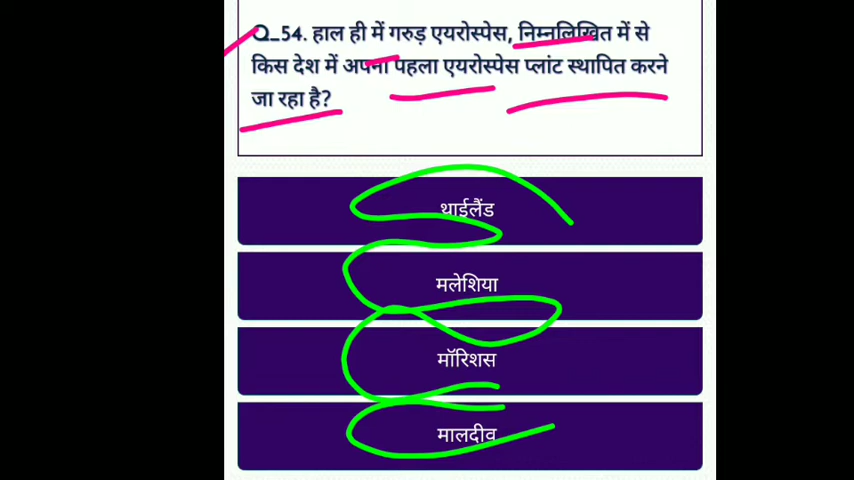 Q_54. हाल ही में गरुड़ एयरोस्पेस, निम्नलिखित में से
किस देश में अपना पहला एयरोस्पेस प्लांट स्थापित करने
जा रहा है?
थाईलैंड
मलेशिया
मॉरिशस
मालदीव